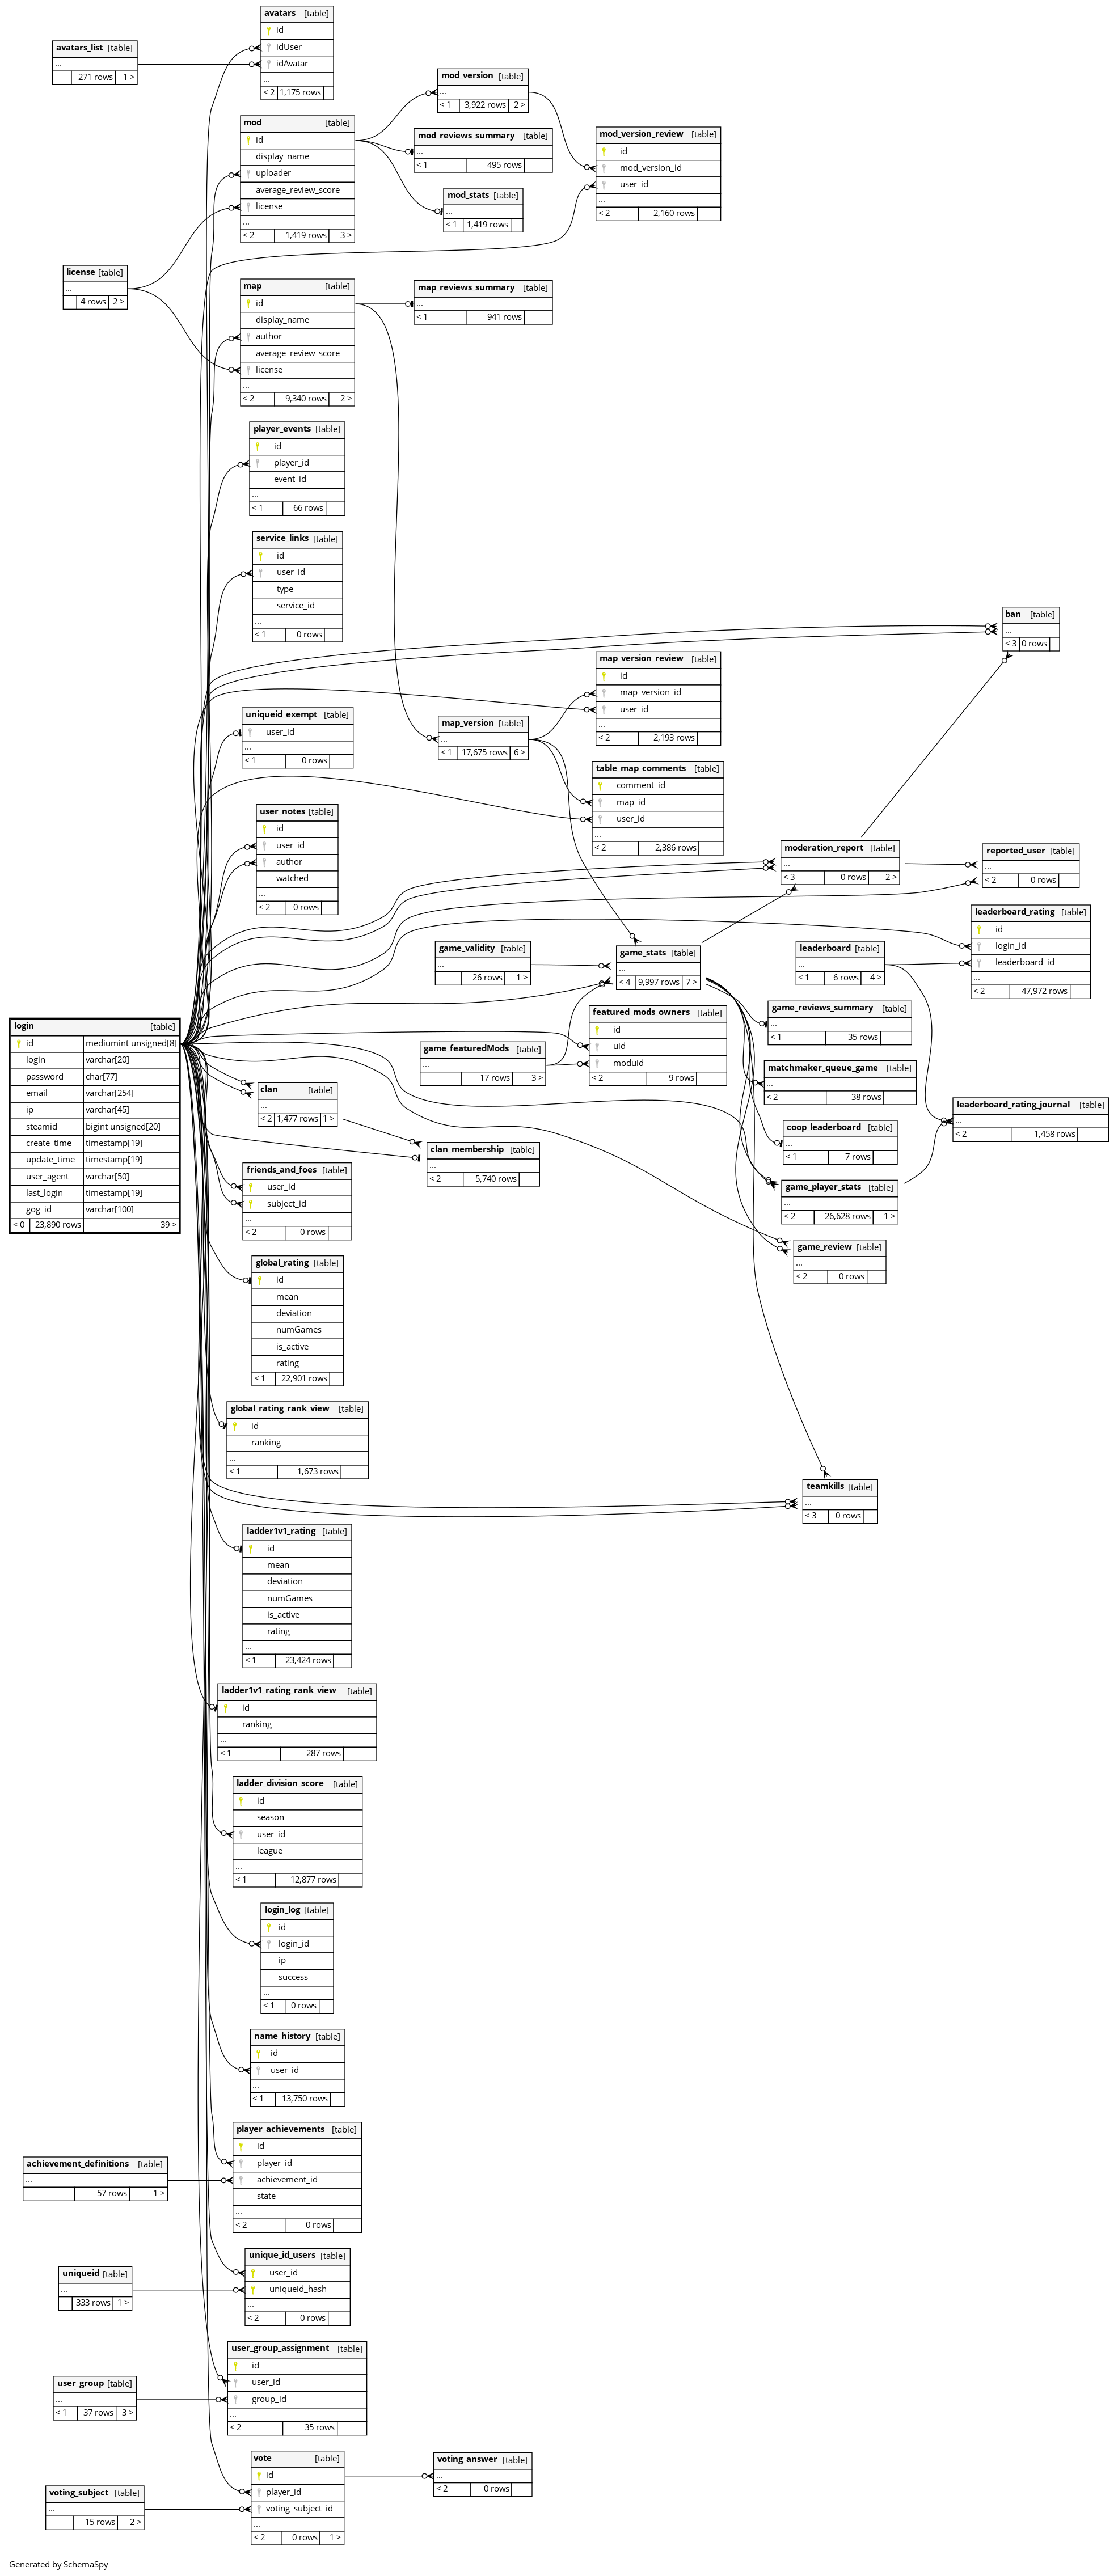 avatars [table]
id
idUser
idAvatar
...
< 2 1,175 rows
avatars_list [table]
...
271 rows 1 >
mod_version [table]
...
< 1 3,922 rows 2 >
mod [table]
id
display_name
uploader
average_review_score
license
...
< 2 1,419 rows 3 >
mod_reviews_summary [table]
...
< 1 495 rows
mod_version_review [table]
id
mod_version_id
user_id
...
< 2 2,160 rows
mod_stats [table]
...
< 1 1,419 rows
license [table]
...
4 rows 2 >
map [table]
id
display_name
author
average_review_score
license
...
< 2 9,340 rows 2 >
map_reviews_summary [table]
...
< 1 941 rows
player_events [table]
id
player_id
event_id
...
< 1 66 rows
service_links [table]
id
user_id
type
service_id
...
< 1 0 rows
ban [table]
...
< 3 0 rows
map_version_review [table]
id
map_version_id
user_id
...
< 2 2,193 rows
uniqueid_exempt [table]
user_id
...
< 1 0 rows
map_version [table]
...
< 1 17,675 rows 6 >
table_map_comments [table]
comment_id
map_id
user_id
...
< 2 2,386 rows
user_notes [table]
id
user_id
author
watched
...
< 2 0 rows
moderation_report [table]
...
< 3 0 rows 2 >
reported_user [table]
...
< 2 0 rows
leaderboard_rating [table]
id
login_id
leaderboard_id
...
< 2 47,972 rows
game_validity [table]
...
26 rows 1 >
game_stats [table]
...
< 4 9,997 rows 7 >
leaderboard [table]
...
< 1 6 rows 4 >
game_reviews_summary [table]
...
< 1 35 rows
featured_mods_owners [table]
id
uid
moduid
< 2 9 rows
game_featuredMods [table]
...
17 rows 3 >
matchmaker_queue_game [table]
...
< 2 38 rows
leaderboard_rating_journal [table]
...
< 2 1,458 rows
login [table]
id mediumint unsigned[8]
login varchar[20]
password char[77]
email varchar[254]
ip varchar[45]
steamid bigint unsigned[20]
create_time timestamp[19]
update_time timestamp[19]
user_agent varchar[50]
last_login timestamp[19]
gog_id varchar[100]
< 0 23,890 rows 39 >
clan [table]
...
< 2 1,477 rows 1 >
coop_leaderboard [table]
...
< 1 7 rows
clan_membership [table]
...
< 2 5,740 rows
friends_and_foes [table]
user_id
subject_id
...
< 2 0 rows
game_player_stats [table]
...
< 2 26,628 rows 1 >
game_review [table]
...
< 2 0 rows
global_rating [table]
id
mean
deviation
numGames
is_active
rating
< 1 22,901 rows
global_rating_rank_view [table]
id
ranking
...
< 1 1,673 rows
teamkills [table]
...
< 3 0 rows
ladder1v1_rating [table]
id
mean
deviation
numGames
is_active
rating
...
< 1 23,424 rows
ladder1v1_rating_rank_view [table]
id
ranking
...
< 1 287 rows
ladder_division_score [table]
id
season
user_id
league
...
< 1 12,877 rows
login_log [table]
id
login_id
ip
success
...
< 1 0 rows
name_history [table]
id
user_id
...
< 1 13,750 rows
player_achievements [table]
id
player_id
achievement_id
state
...
< 2 0 rows
achievement_definitions [table]
...
57 rows 1 >
unique_id_users [table]
user_id
uniqueid_hash
...
< 2 0 rows
uniqueid [table]
...
333 rows 1 >
user_group_assignment [table]
id
user_id
group_id
...
< 2 35 rows
user_group [table]
...
< 1 37 rows 3 >
vote [table]
id
player_id
voting_subject_id
...
< 2 0 rows 1 >
voting_answer [table]
...
< 2 0 rows
voting_subject [table]
...
15 rows 2 >
Generated by SchemaSpy